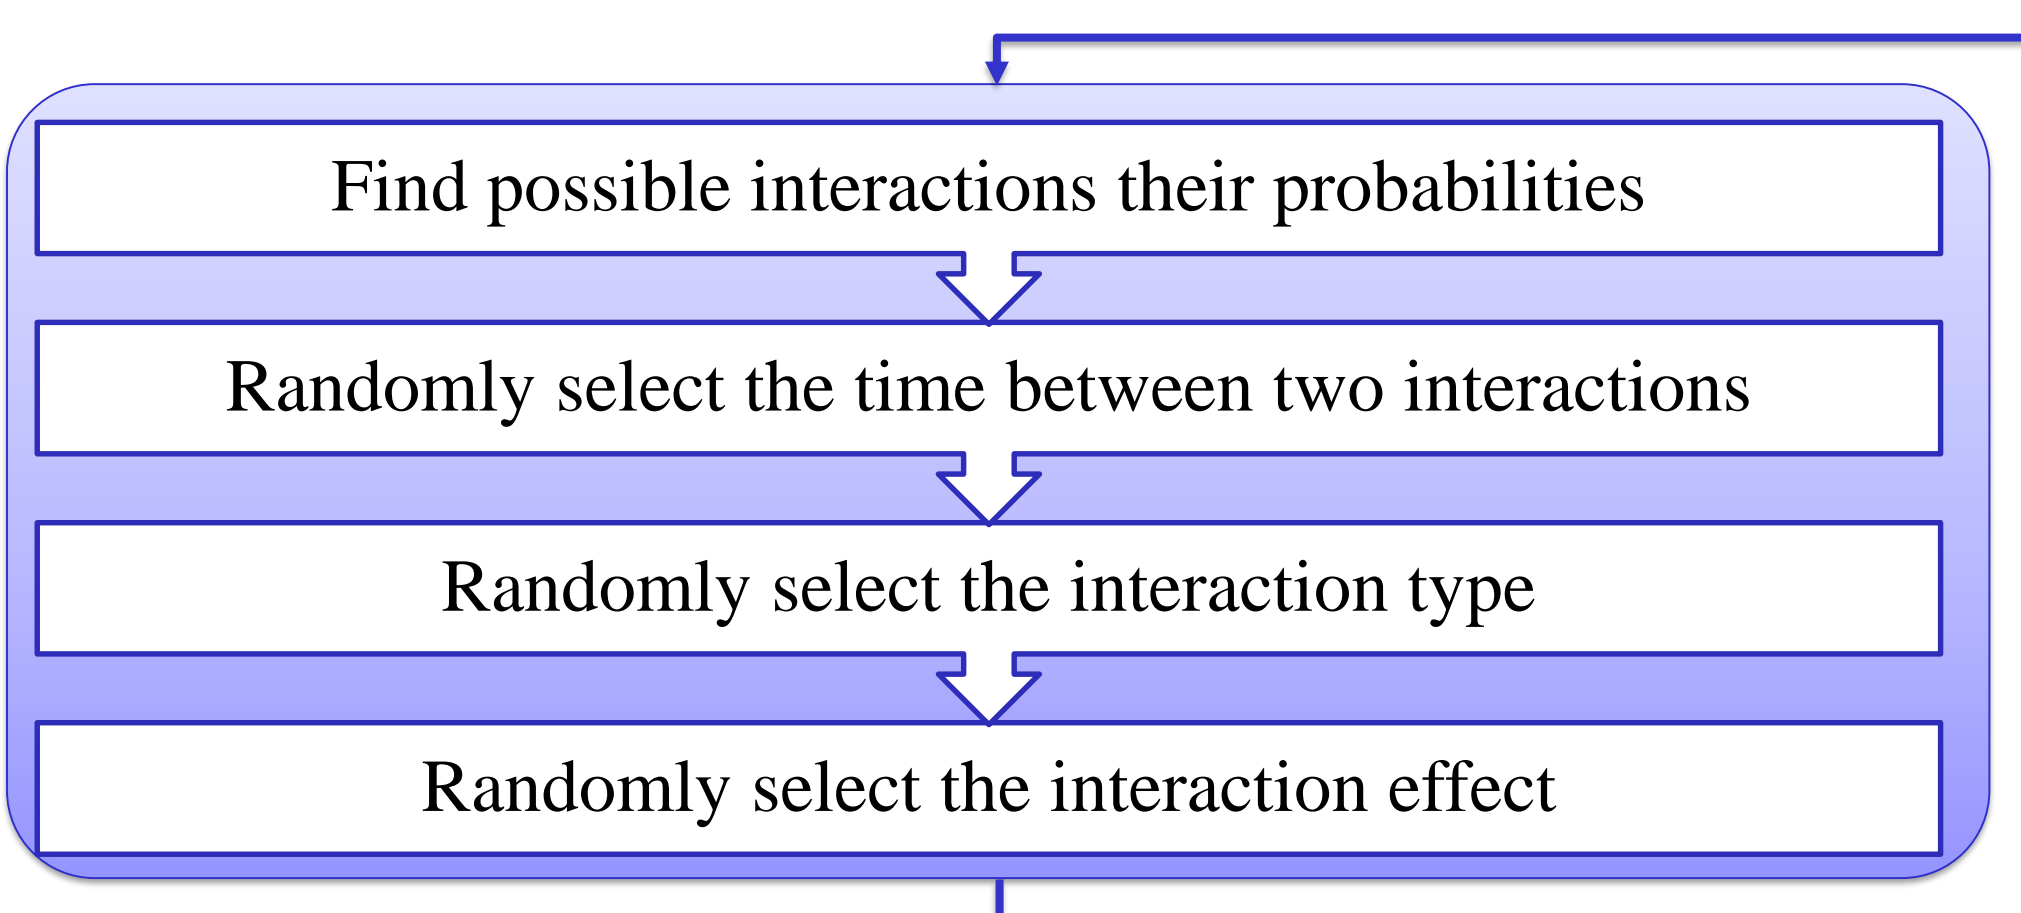 Find possible interactions their probabilities
Randomly select the time between two interactions
Randomly select the interaction type
Randomly select the interaction effect